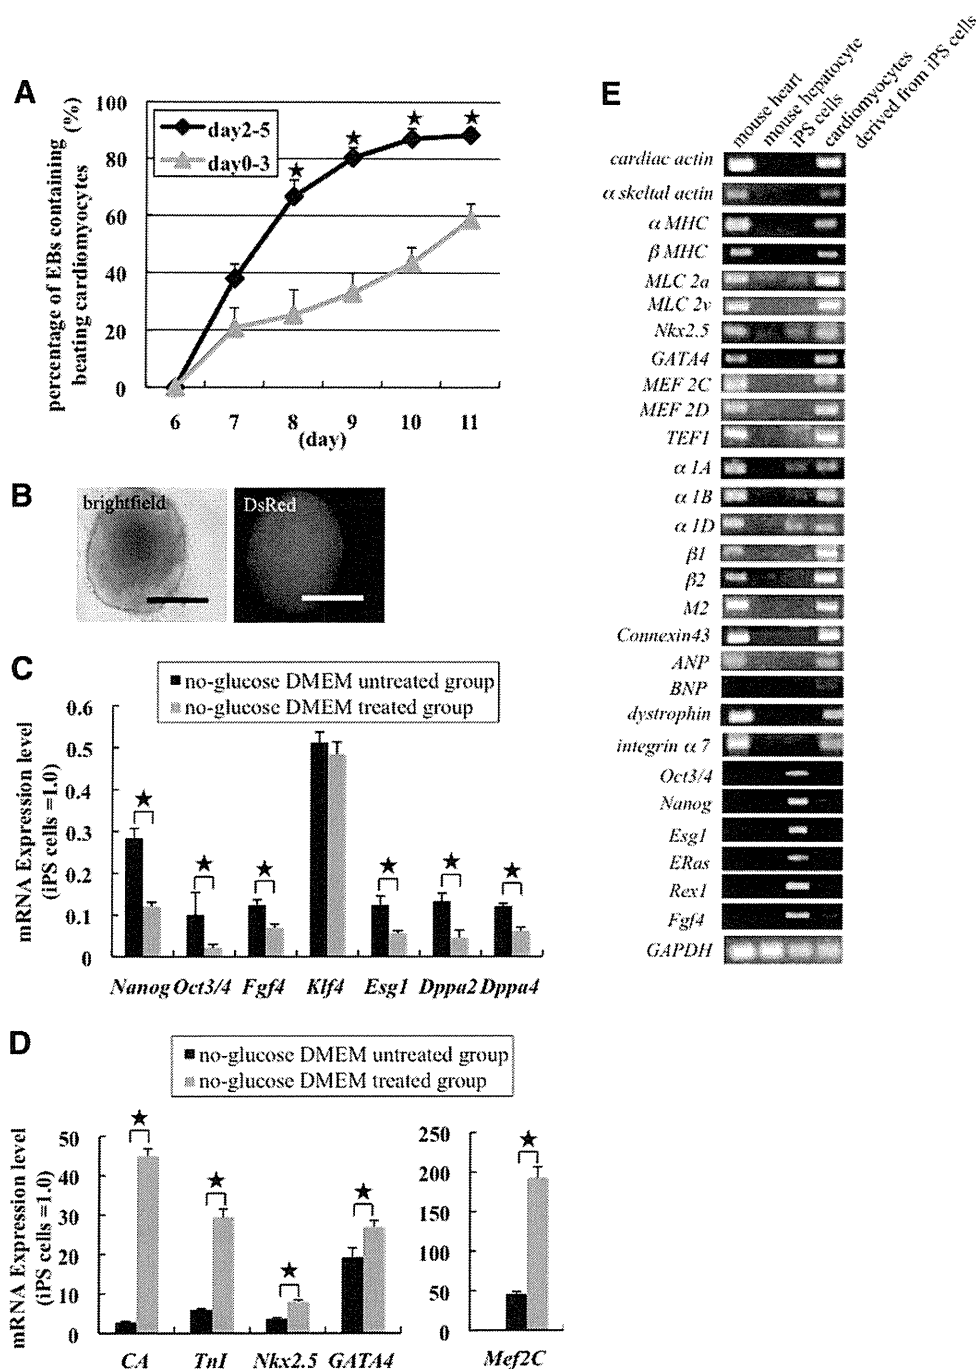 A
percentage of EBs containing
beating cardiomyocytes (%)
100
80
60
40
20
0
day2-5
day0-3
6 7 8 9 10 11
(day)
B
brightfield
DsRed
C
no-glucose DMEM untreated group
no-glucose DMEM treated group
mRNA Expression level
(iPS cells =1.0)
0.6
0.5
0.4
0.3
0.2
0.1
0
Nanog Oct3/4 Fgf4 Klf4 Esg1 Dppa2 Dppa4
D
no-glucose DMEM untreated group
no-glucose DMEM treated group
mRNA Expression level
(iPS cells =1.0)
50
40
30
20
10
0
CA TnI Nkx2.5 GATA4
250
200
150
100
50
0
Mef2C
E
mouse heart
mouse hepatocyte
iPS cells
cardiomyocytes
derived from iPS cells
cardiac actin
α skeltal actin
α MHC
β MHC
MLC 2a
MLC 2v
Nkx2.5
GATA4
MEF 2C
MEF 2D
TEF1
α 1A
α 1B
α 1D
β1
β2
M2
Connexin43
ANP
BNP
dystrophin
integrin α 7
Oct3/4
Nanog
Esg1
ERas
Rex1
Fgf4
GAPDH